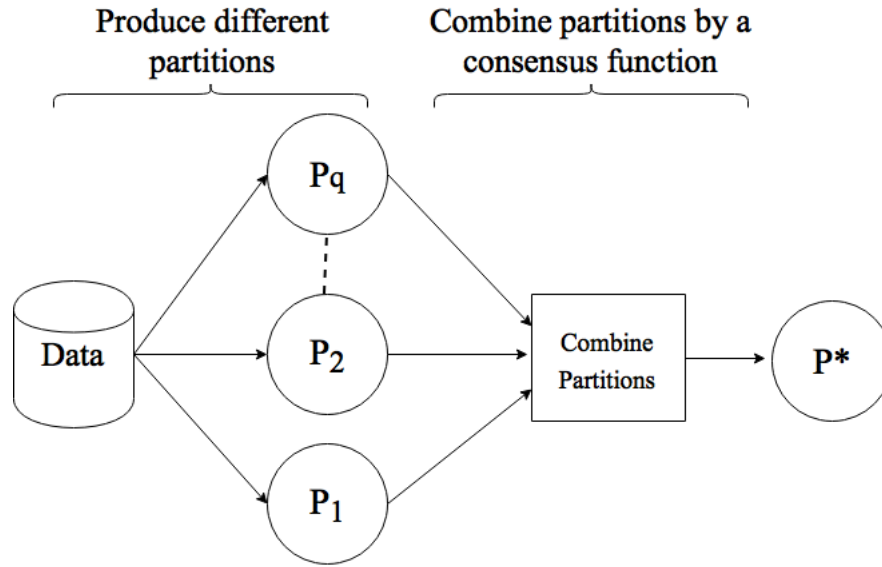 Produce different
partitions
Combine partitions by a
consensus function
Pq
Data
P2
Combine
Partitions
P*
P1